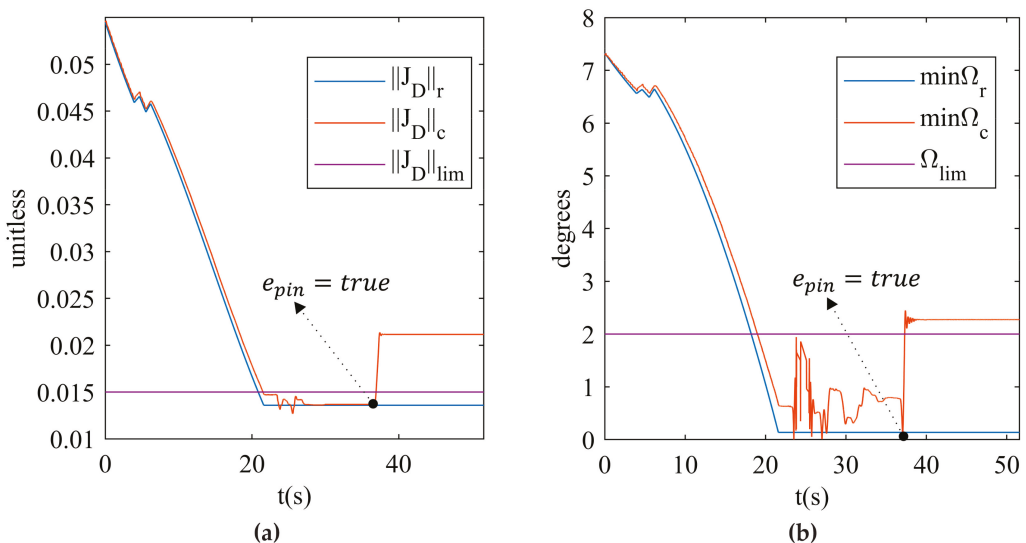 0.055
0.05
0.045
0.04
0.035
0.03
0.025
0.02
0.015
0.01
unitless
||J_D||_r
||J_D||_c
||J_D||_lim
e_pin = true
0
20
40
t(s)
(a)
8
7
6
5
4
3
2
1
0
degrees
minΩ_r
minΩ_c
Ω_lim
e_pin = true
0
10
20
30
40
50
t(s)
(b)